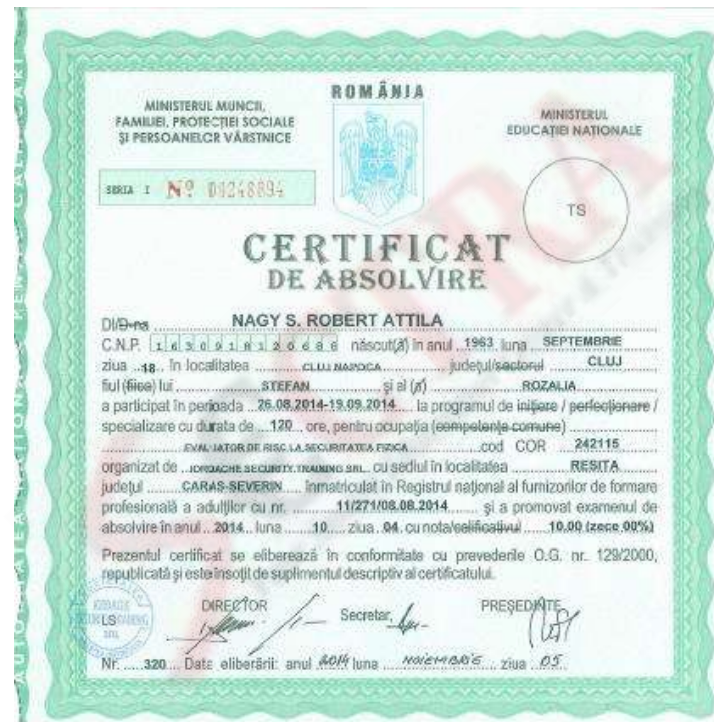 ROMÂNIA
MINISTERUL MUNCII,
FAMILIEI, PROTECȚIEI SOCIALE
ȘI PERSOANELOR VÂRSTNICE
MINISTERUL
EDUCAȚIEI NAȚIONALE
SERIA I Nº 00248894
TS
CERTIFICAT
DE ABSOLVIRE
Dl/D-na NAGY S. ROBERT ATTILA
C.N.P. 1630918120686 născut(ă) în anul 1963 luna SEPTEMBRIE
ziua 18 în localitatea CLUJ NAPOCA județul/sectorul CLUJ
fiul (fiica) lui STEFAN și al (a) ROZALIA
a participat în perioada 26.08.2014-19.09.2014 la programul de inițiere / perfecționare /
specializare cu durata de 120 ore, pentru ocupația (competențe comune)
EVALUATOR DE RISC LA SECURITATEA FIZICA cod COR 242115
organizat de IORDACHE SECURITY TRAINING SRL cu sediul în localitatea RESITA
județul CARAS-SEVERIN înmatriculat în Registrul național al furnizorilor de formare
profesională a adulților cu nr. 11/271/08.08.2014 și a promovat examenul de
absolvire în anul 2014 luna 10 ziua 04 cu nota/calificativul 10.00 (zece 00%)
Prezentul certificat se eliberează în conformitate cu prevederile O.G. nr. 129/2000,
republicată și este însoțit de suplimentul descriptiv al certificatului.
DIRECTOR Secretar, PREȘEDINTE
LS
Nr. 320 Data eliberării: anul 2014 luna NOIEMBRIE ziua 05